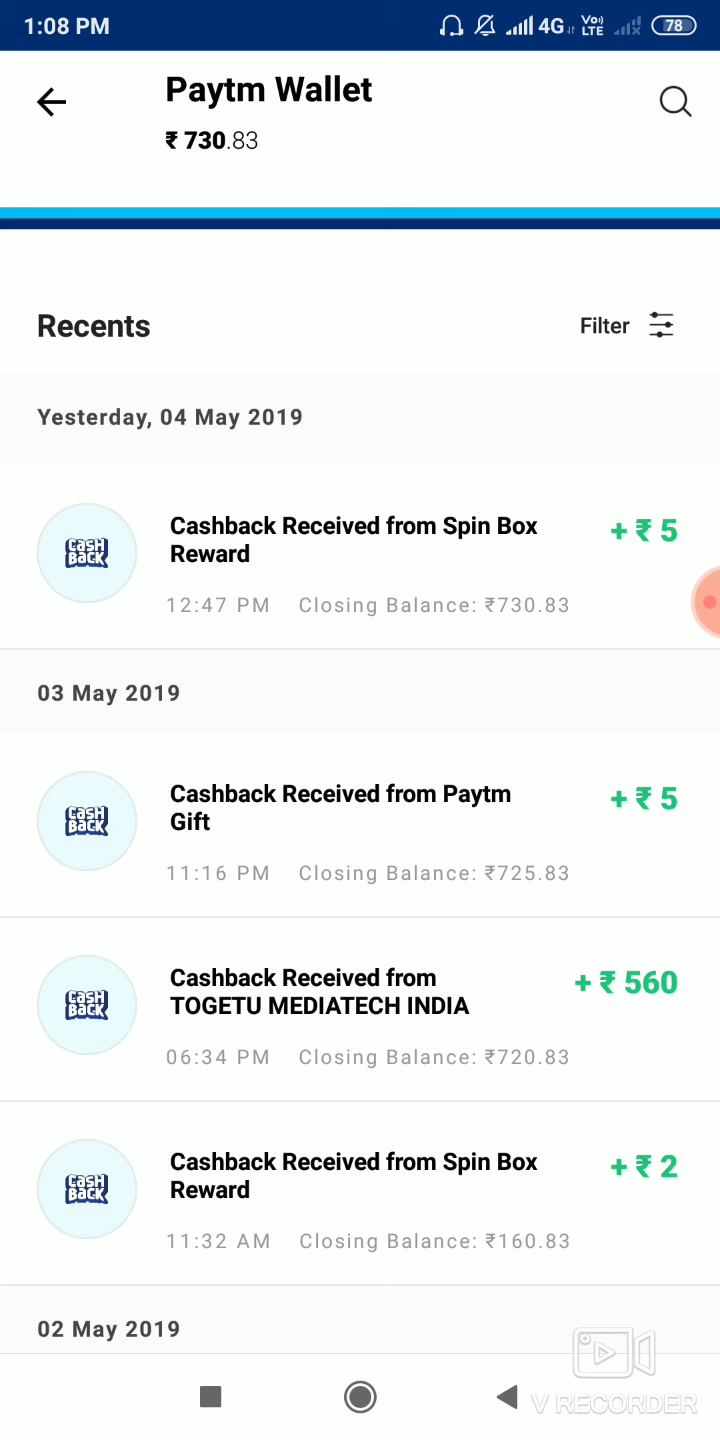 1:08 PM
4G
Vo))
LTE
78
Paytm Wallet
₹ 730.83
Recents
Filter
Yesterday, 04 May 2019
CASH
BACK
Cashback Received from Spin Box
Reward
+ ₹ 5
12:47 PM Closing Balance: ₹730.83
03 May 2019
CASH
BACK
Cashback Received from Paytm
Gift
+ ₹ 5
11:16 PM Closing Balance: ₹725.83
CASH
BACK
Cashback Received from
TOGETU MEDIATECH INDIA
+ ₹ 560
06:34 PM Closing Balance: ₹720.83
CASH
BACK
Cashback Received from Spin Box
Reward
+ ₹ 2
11:32 AM Closing Balance: ₹160.83
02 May 2019
V RECORDER